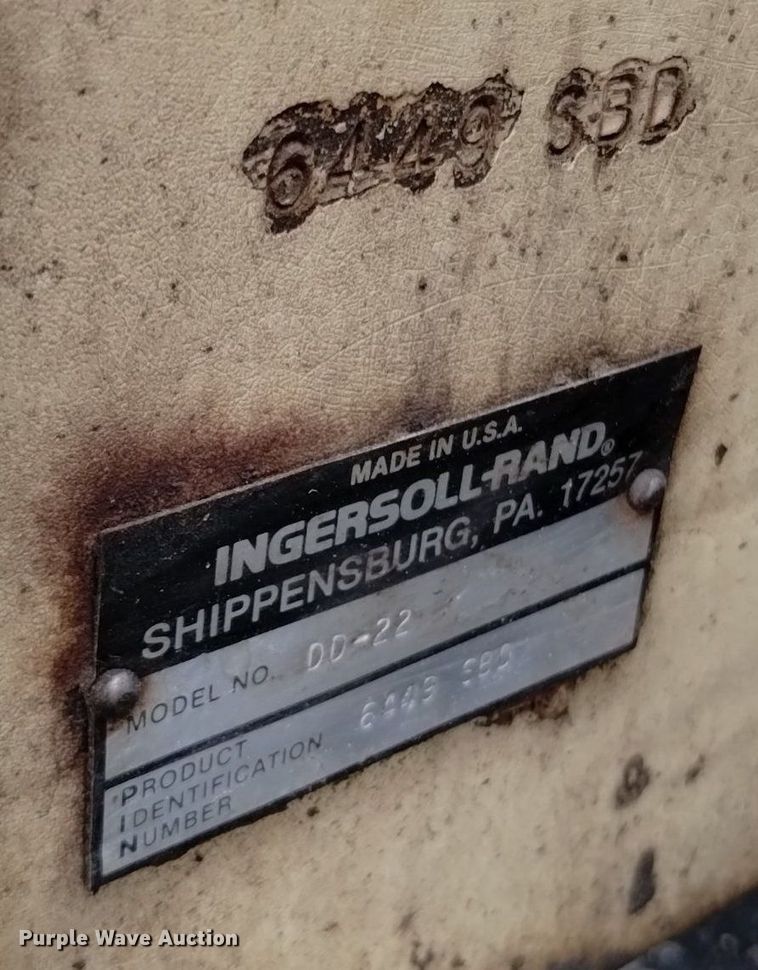 6449 SBD
MADE IN U.S.A.
INGERSOLL-RAND®
SHIPPENSBURG, PA. 17257
MODEL NO. DD-22
PRODUCT
IDENTIFICATION 6449 SBD
NUMBER
Purple Wave Auction